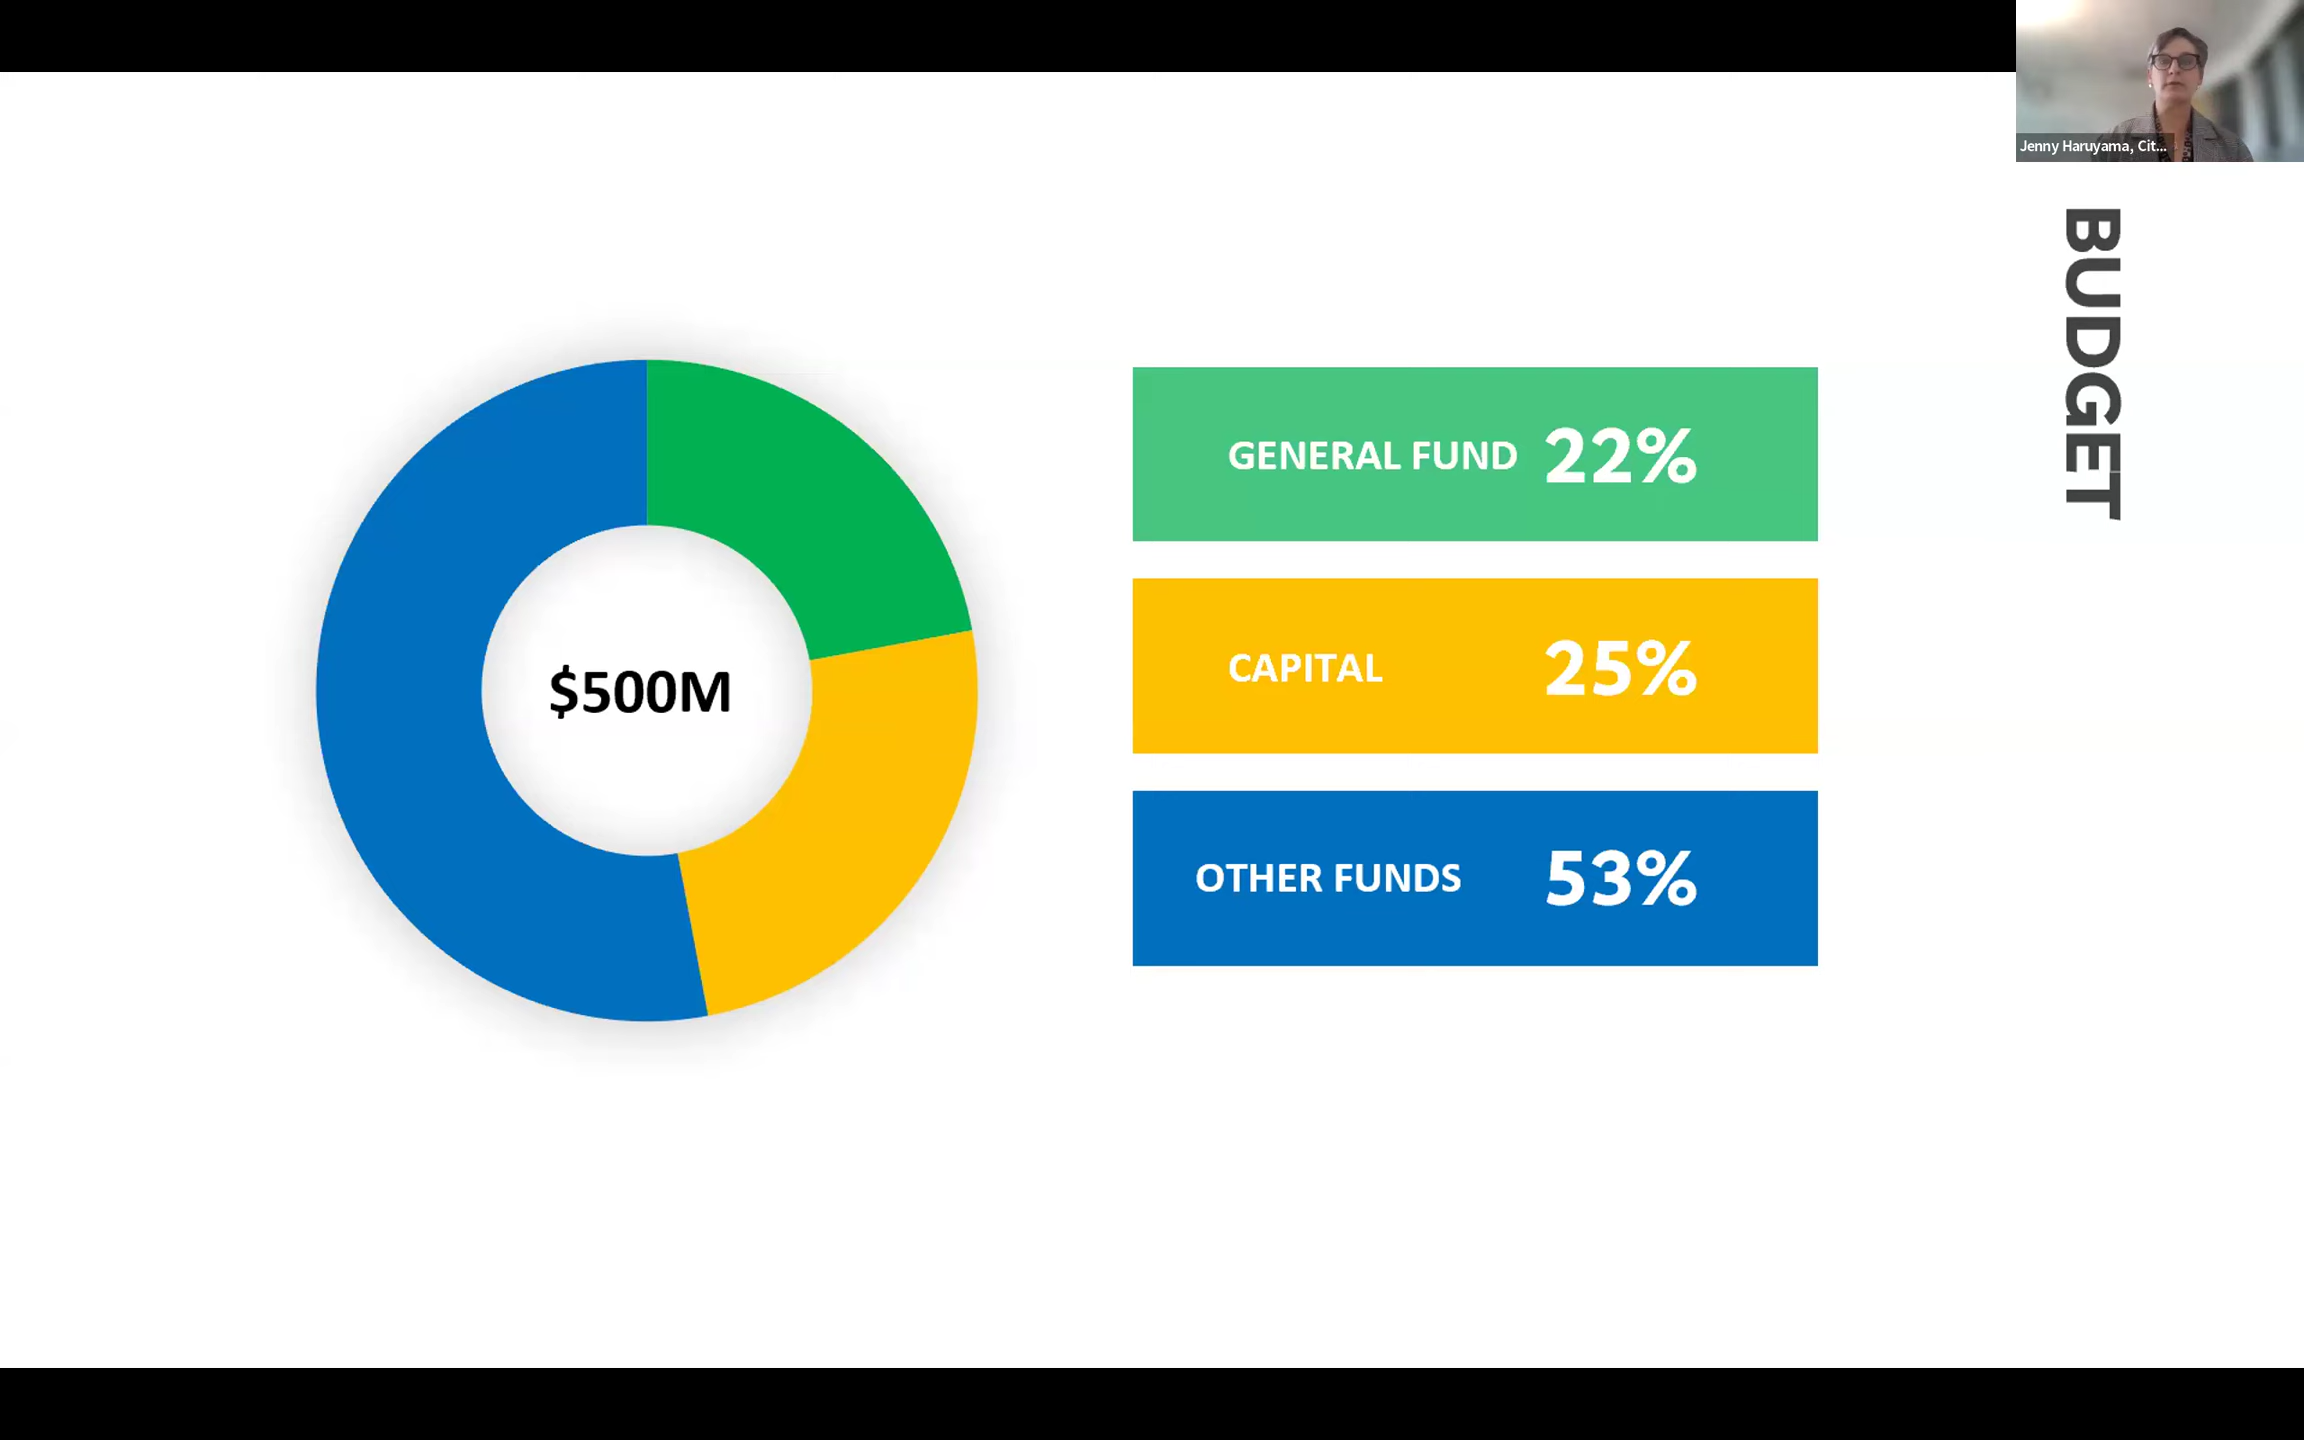 Jenny Haruyama, Cit...
BUDGET
$500M
GENERAL FUND 22%
CAPITAL 25%
OTHER FUNDS 53%